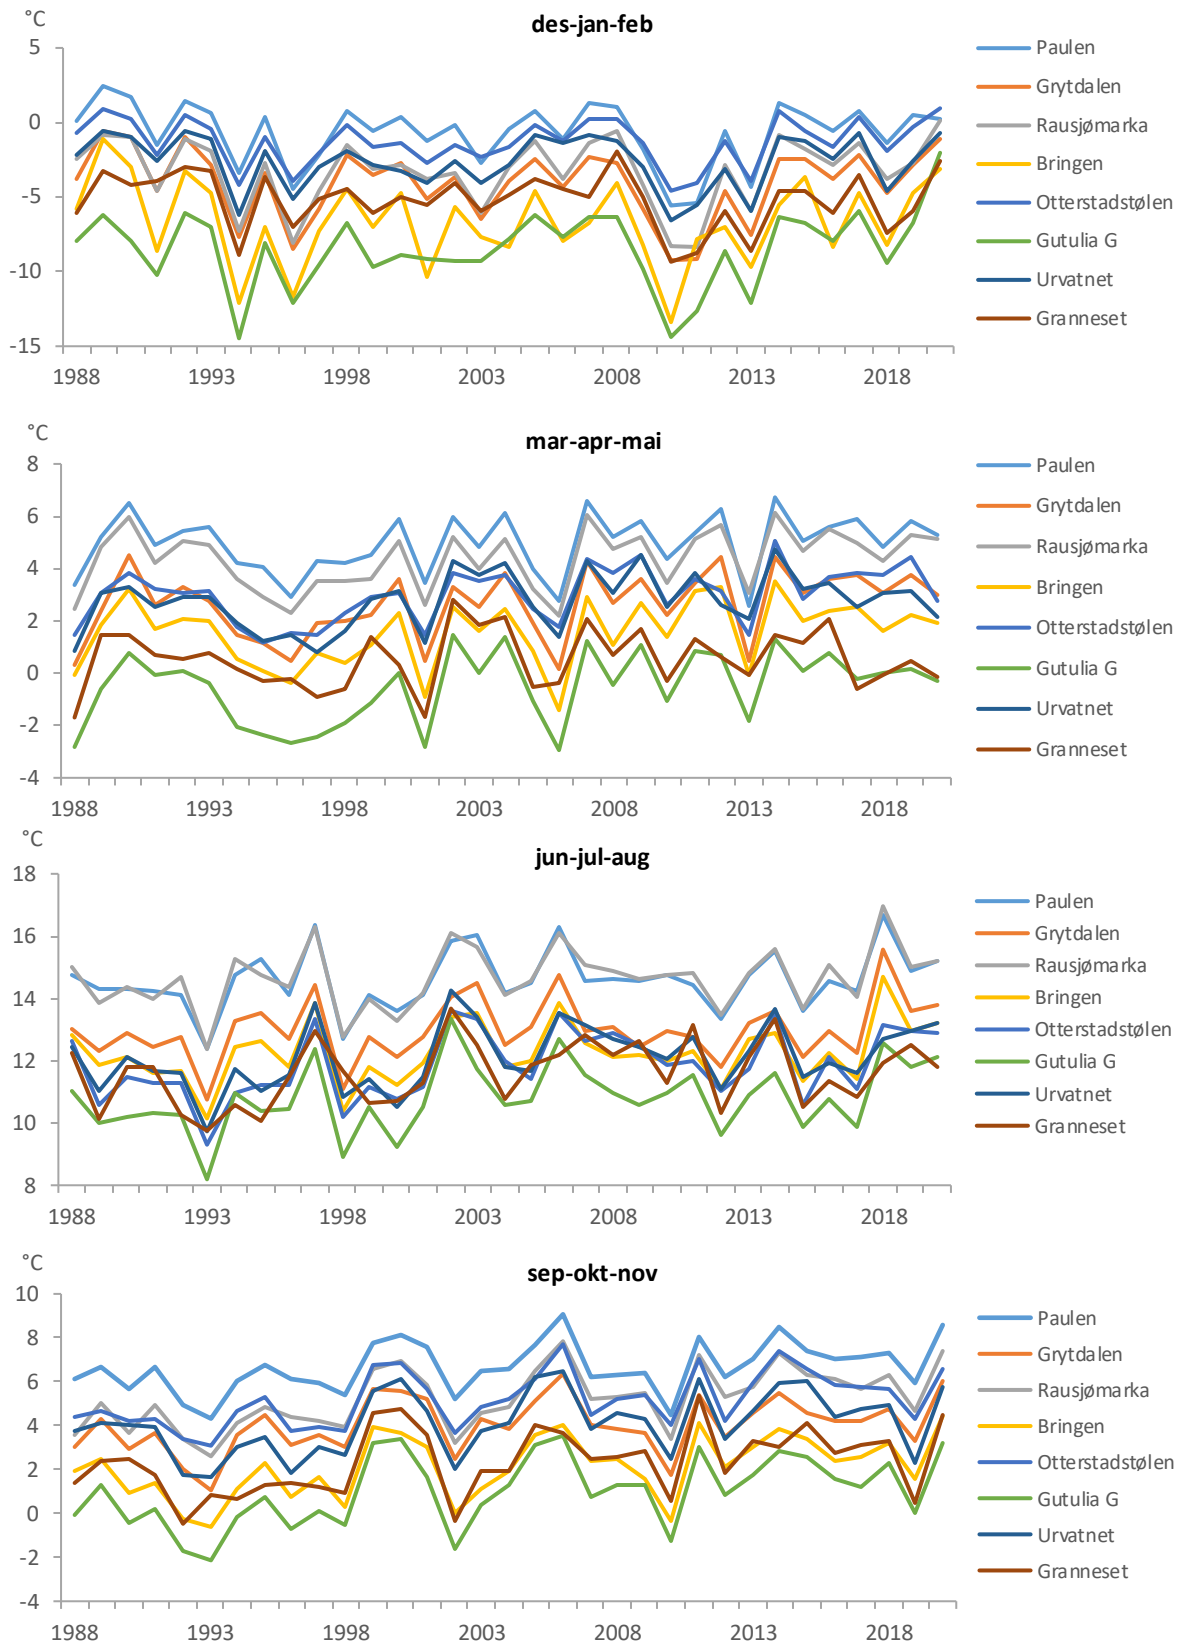 °C
des-jan-feb
5
0
-5
-10
-15
1988 1993 1998 2003 2008 2013 2018
Paulen
Grytdalen
Rausjømarka
Bringen
Otterstadstølen
Gutulia G
Urvatnet
Granneset
°C
mar-apr-mai
8
6
4
2
0
-2
-4
1988 1993 1998 2003 2008 2013 2018
Paulen
Grytdalen
Rausjømarka
Bringen
Otterstadstølen
Gutulia G
Urvatnet
Granneset
°C
jun-jul-aug
18
16
14
12
10
8
1988 1993 1998 2003 2008 2013 2018
Paulen
Grytdalen
Rausjømarka
Bringen
Otterstadstølen
Gutulia G
Urvatnet
Granneset
°C
sep-okt-nov
10
8
6
4
2
0
-2
-4
1988 1993 1998 2003 2008 2013 2018
Paulen
Grytdalen
Rausjømarka
Bringen
Otterstadstølen
Gutulia G
Urvatnet
Granneset